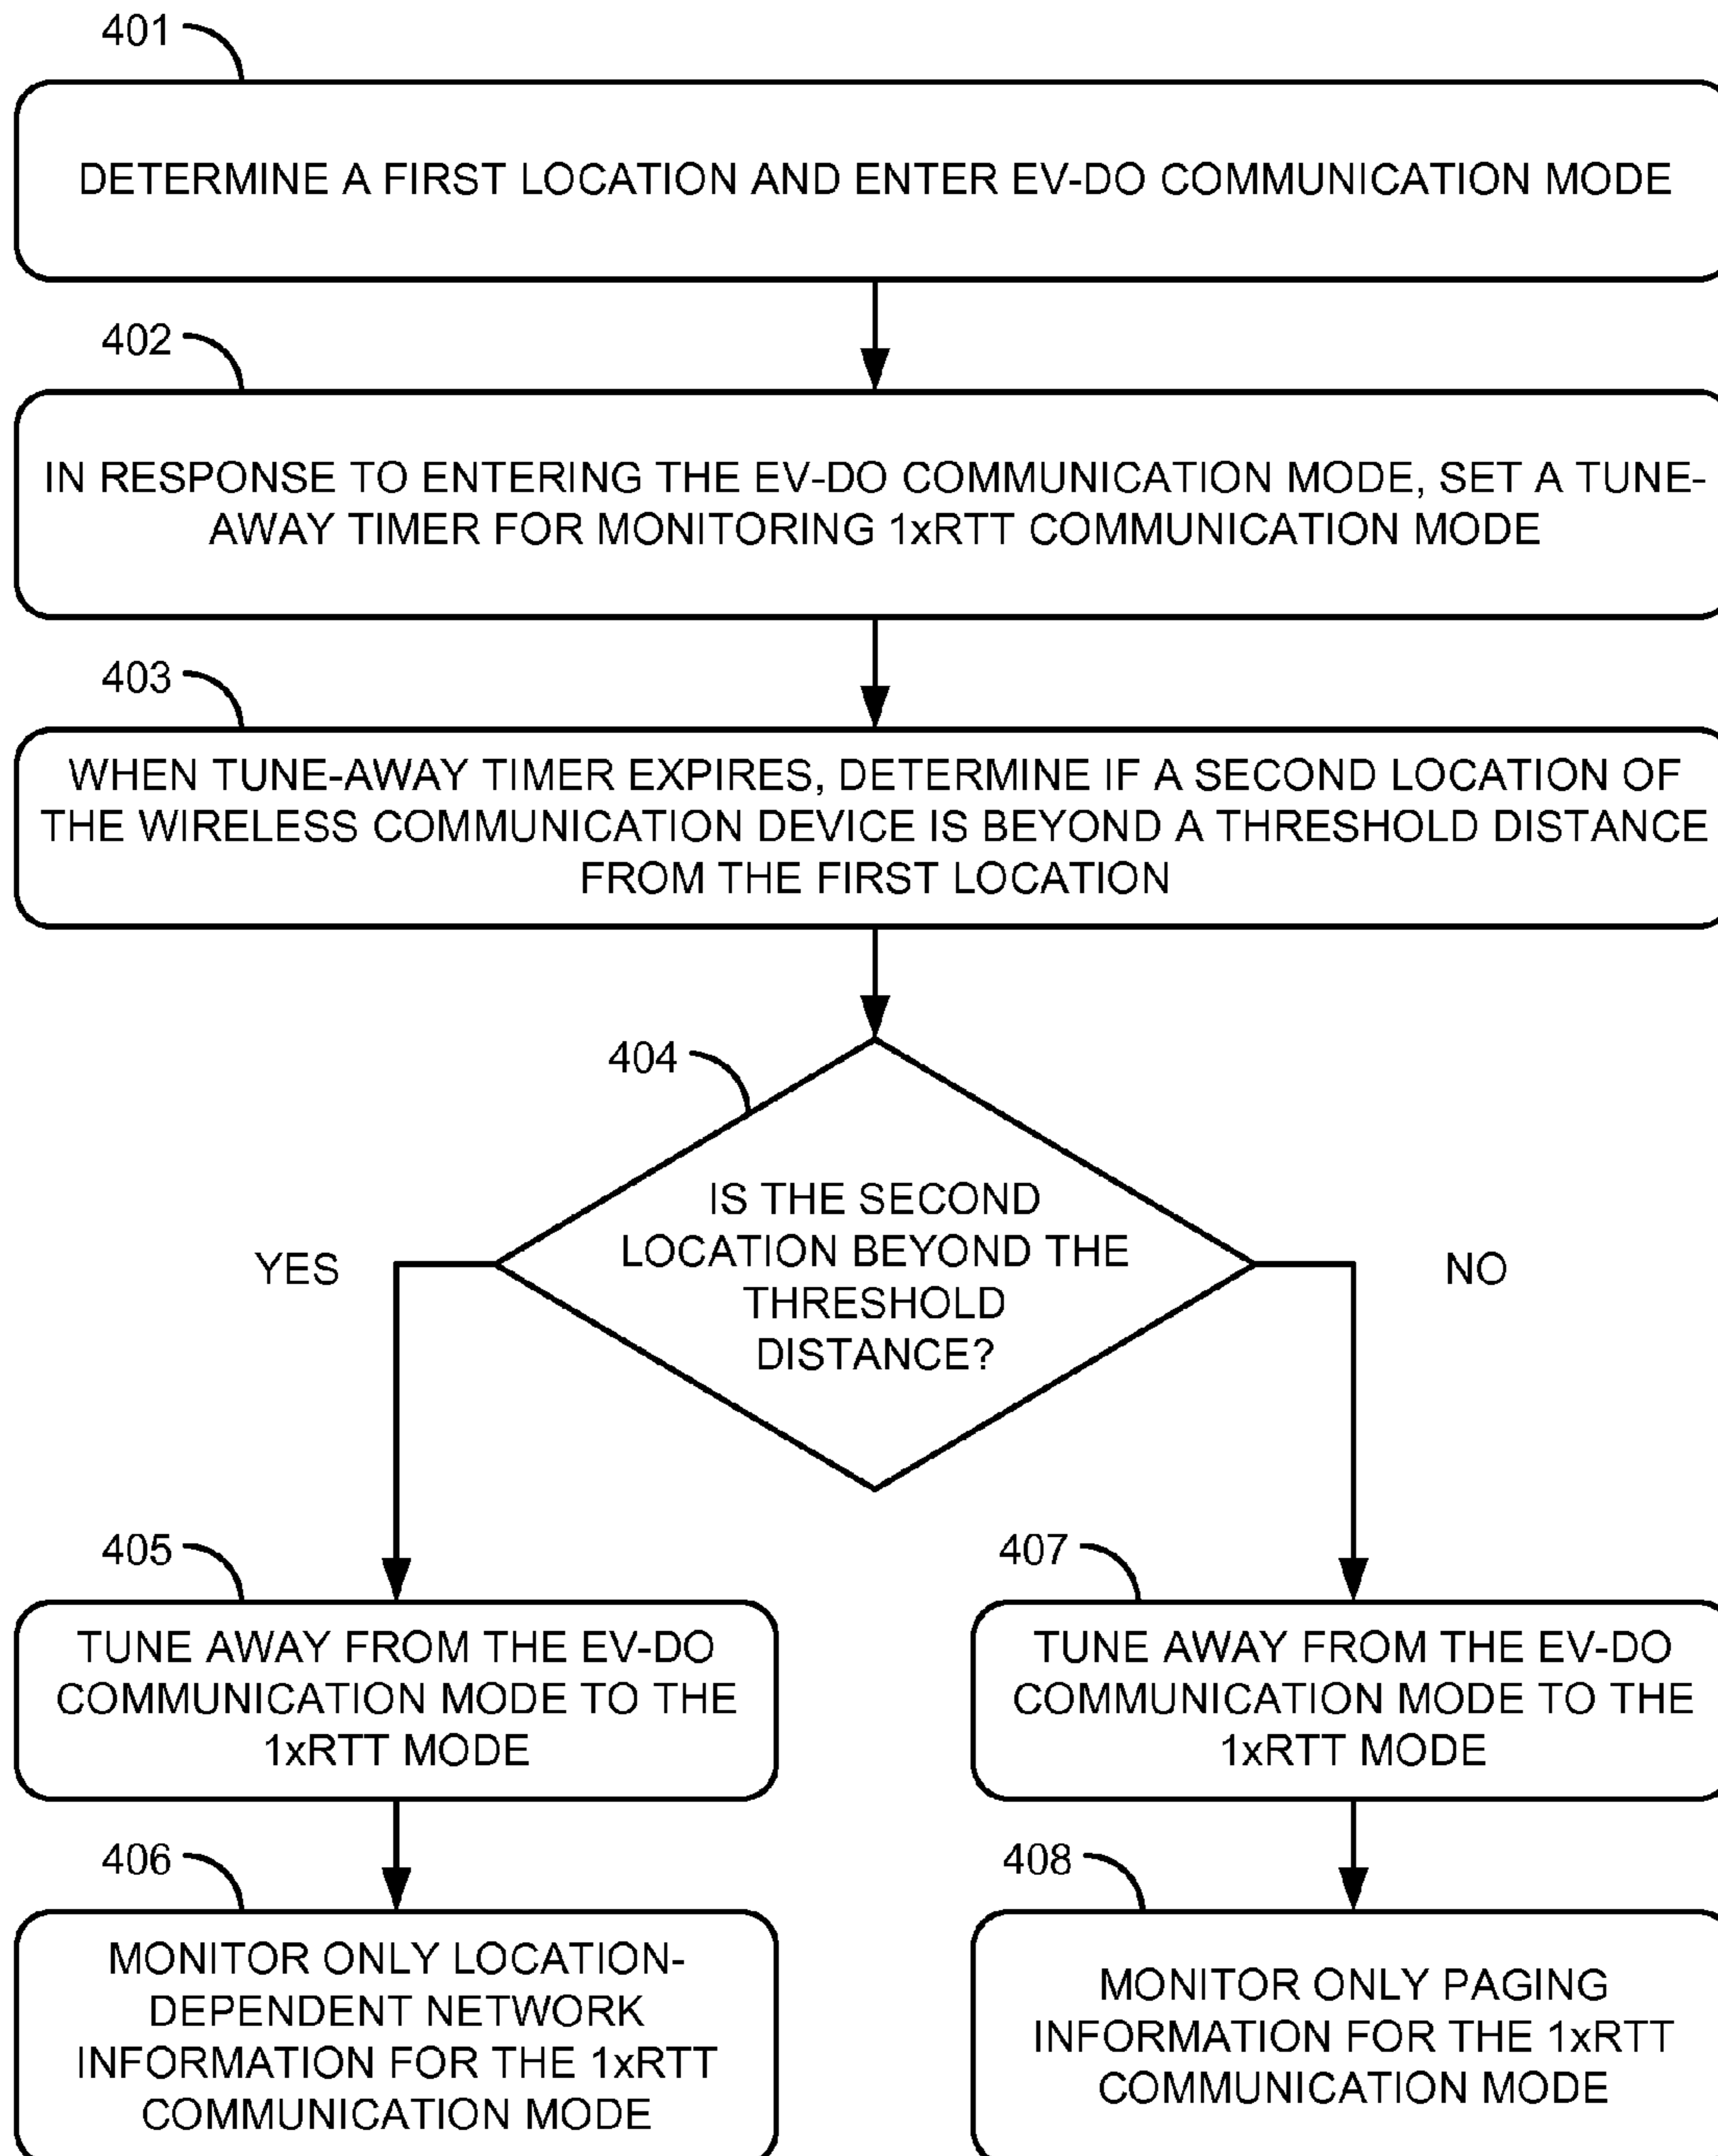 401
DETERMINE A FIRST LOCATION AND ENTER EV-DO COMMUNICATION MODE
402
IN RESPONSE TO ENTERING THE EV-DO COMMUNICATION MODE, SET A TUNE-
AWAY TIMER FOR MONITORING 1xRTT COMMUNICATION MODE
403
WHEN TUNE-AWAY TIMER EXPIRES, DETERMINE IF A SECOND LOCATION OF
THE WIRELESS COMMUNICATION DEVICE IS BEYOND A THRESHOLD DISTANCE
FROM THE FIRST LOCATION
404
IS THE SECOND
LOCATION BEYOND THE
THRESHOLD
DISTANCE?
YES
NO
405
TUNE AWAY FROM THE EV-DO
COMMUNICATION MODE TO THE
1xRTT MODE
407
TUNE AWAY FROM THE EV-DO
COMMUNICATION MODE TO THE
1xRTT MODE
406
MONITOR ONLY LOCATION-
DEPENDENT NETWORK
INFORMATION FOR THE 1xRTT
COMMUNICATION MODE
408
MONITOR ONLY PAGING
INFORMATION FOR THE 1xRTT
COMMUNICATION MODE